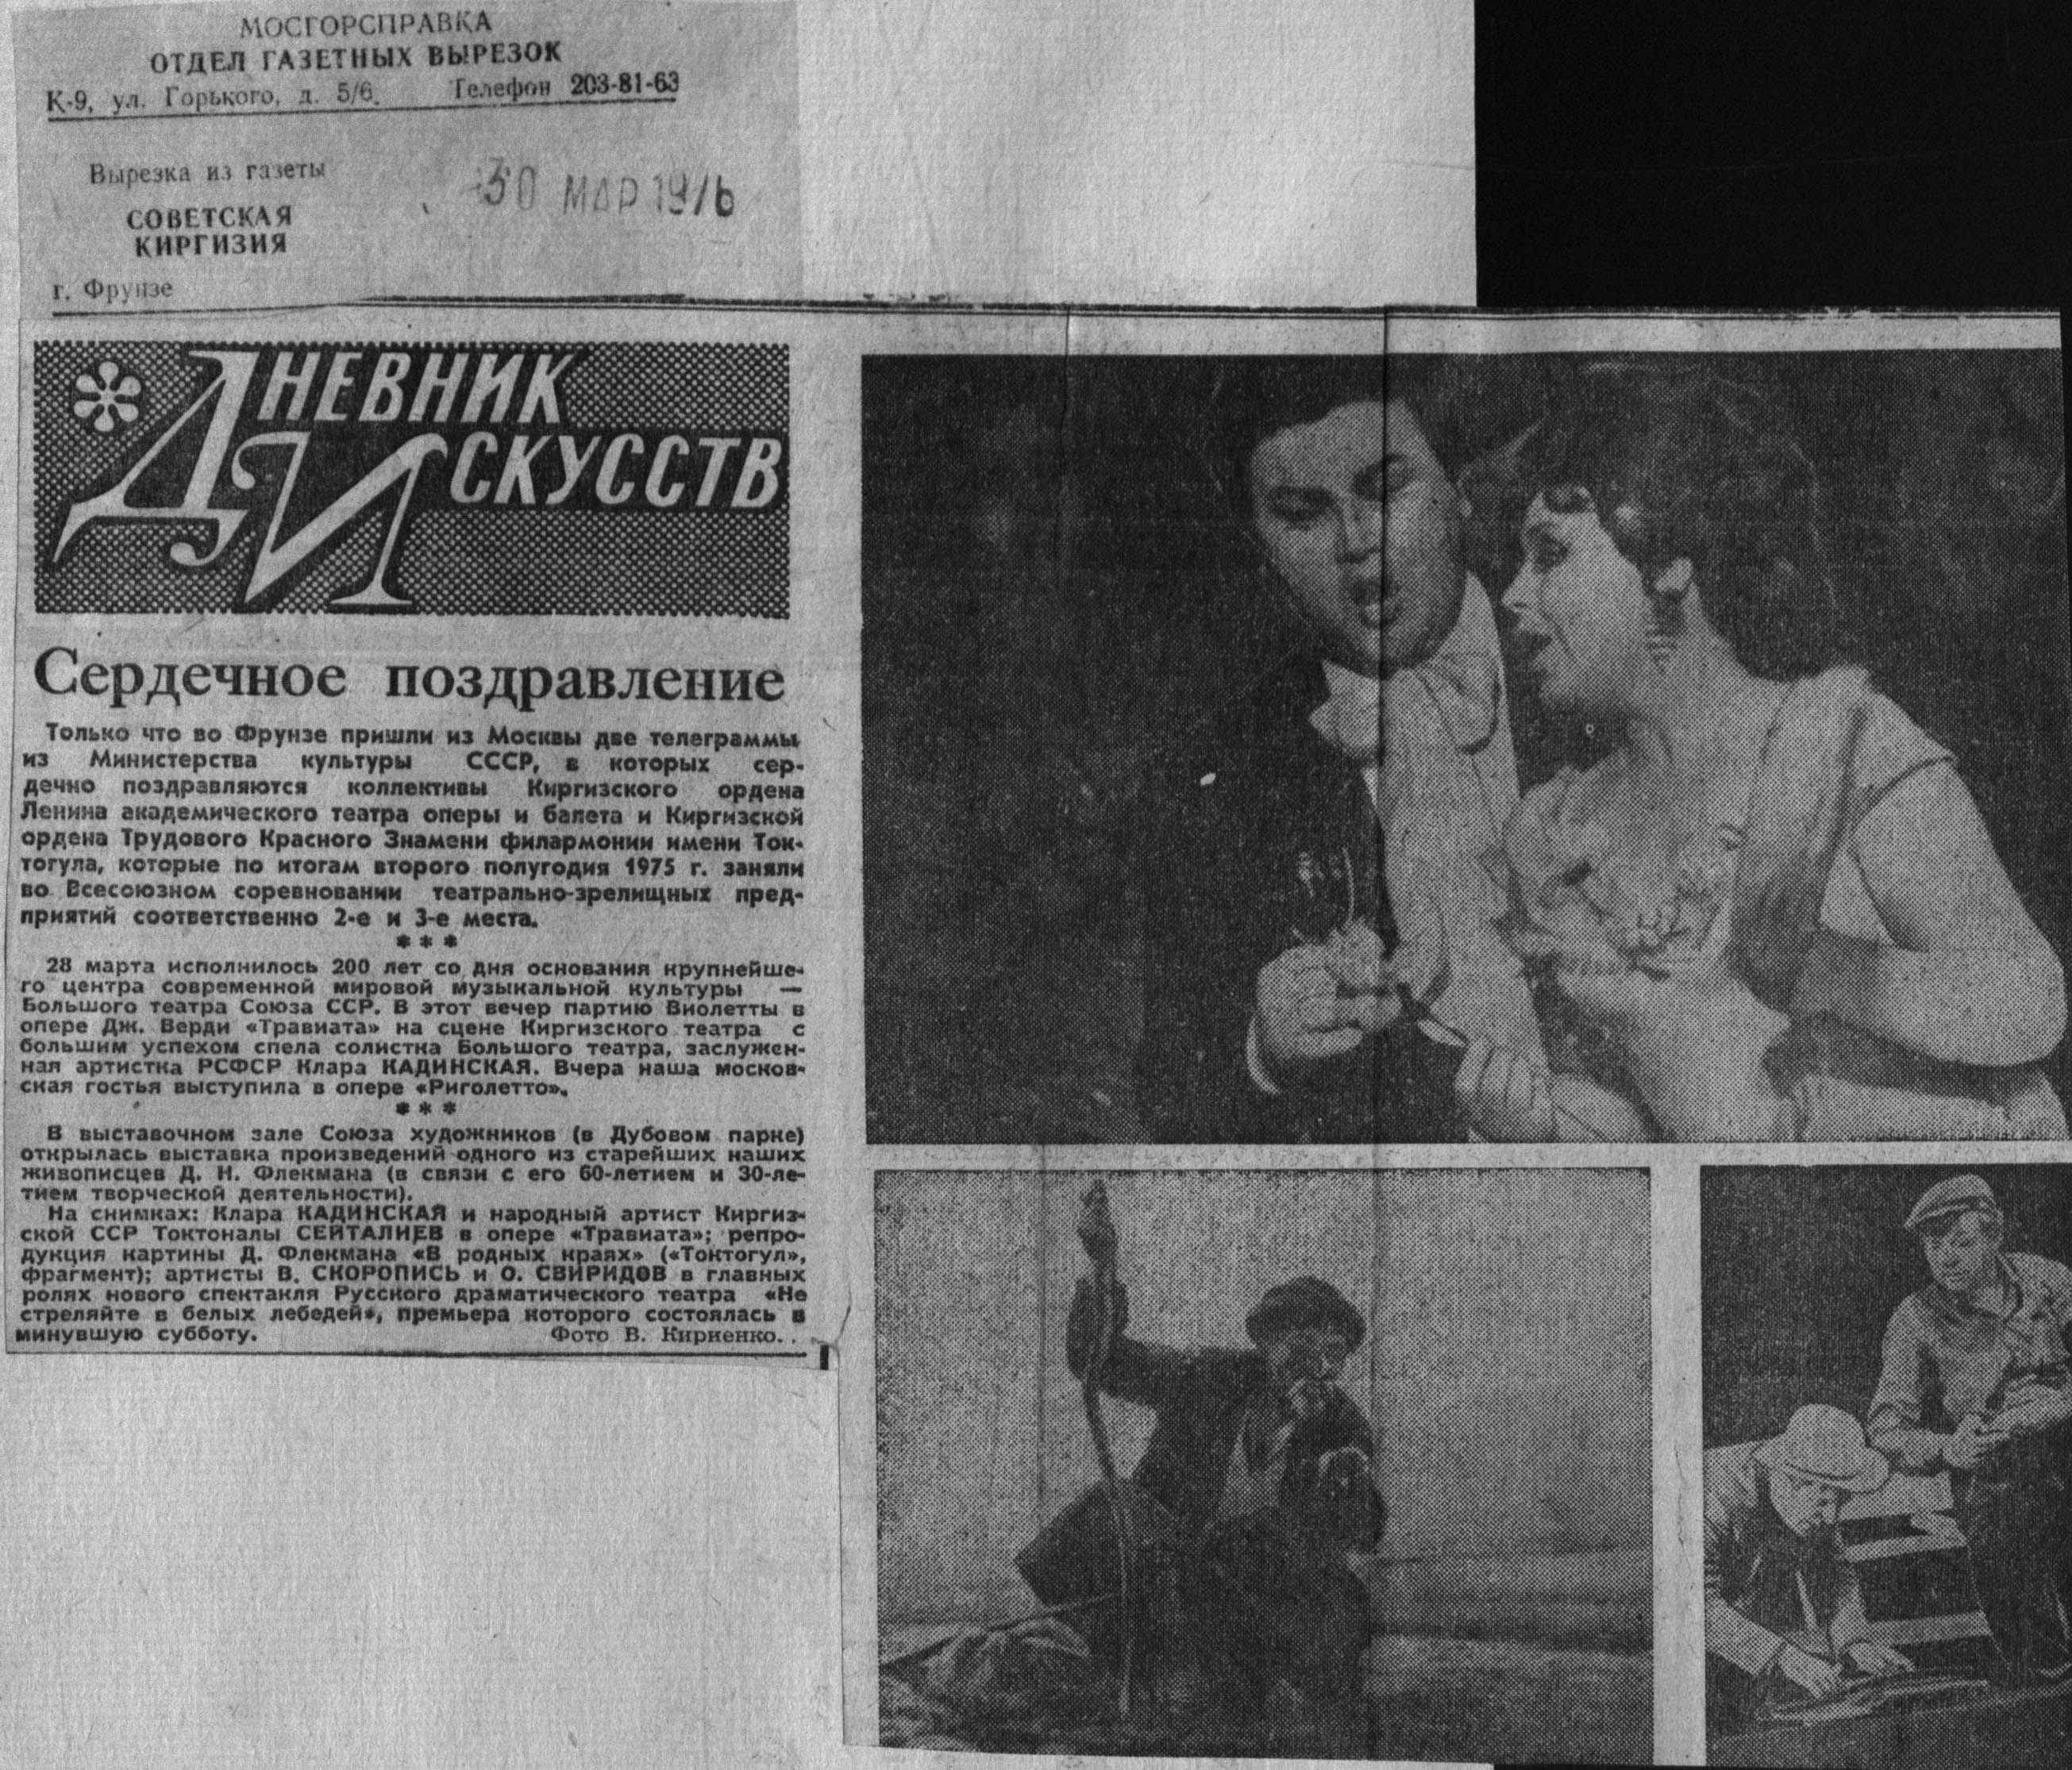 МОСГОРСПРАВКА
ОТДЕЛ ГАЗЕТНЫХ ВЫРЕЗОК
К-9, ул. Горького, д. 5/6. Телефон 203-81-63
Вырезка из газеты
СОВЕТСКАЯ
КИРГИЗИЯ
г. Фрунзе
30 МАР 1976
ДНЕВНИК
ИСКУССТВ
Сердечное поздравление
Только что во Фрунзе пришли из Москвы две телеграммы
из Министерства культуры СССР, в которых сер-
дечно поздравляются коллективы Киргизского ордена
Ленина академического театра оперы и балета и Киргизской
ордена Трудового Красного Знамени филармонии имени Ток-
тогула, которые по итогам второго полугодия 1975 г. заняли
во Всесоюзном соревновании театрально-зрелищных пред-
приятий соответственно 2-е и 3-е места.
* * *
28 марта исполнилось 200 лет со дня основания крупнейше-
го центра современной мировой музыкальной культуры —
Большого театра Союза ССР. В этот вечер партию Виолетты в
опере Дж. Верди «Травиата» на сцене Киргизского театра с
большим успехом спела солистка Большого театра, заслужен-
ная артистка РСФСР Клара КАДИНСКАЯ. Вчера наша москов-
ская гостья выступила в опере «Риголетто».
* * *
В выставочном зале Союза художников (в Дубовом парке)
открылась выставка произведений одного из старейших наших
живописцев Д. Н. Флекмана (в связи с его 60-летием и 30-ле-
тием творческой деятельности).
На снимках: Клара КАДИНСКАЯ и народный артист Киргиз-
ской ССР Токтоналы СЕЙТАЛИЕВ в опере «Травиата»; репро-
дукция картины Д. Флекмана «В родных краях» («Токтогул»,
фрагмент); артисты В. СКОРОПИСЬ и О. СВИРИДОВ в главных
ролях нового спектакля Русского драматического театра «Не
стреляйте в белых лебедей», премьера которого состоялась в
минувшую субботу. Фото В. Кириенко.